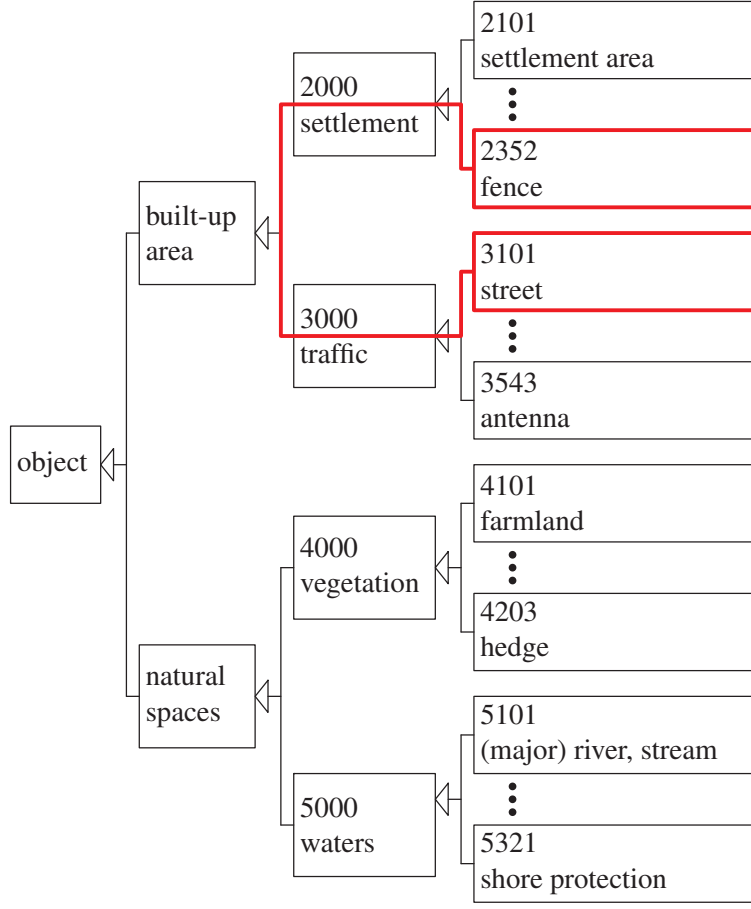 2101
settlement area
2000
settlement
2352
fence
built-up
area
3101
street
3000
traffic
3543
antenna
object
4101
farmland
4000
vegetation
4203
hedge
natural
spaces
5101
(major) river, stream
5000
waters
5321
shore protection